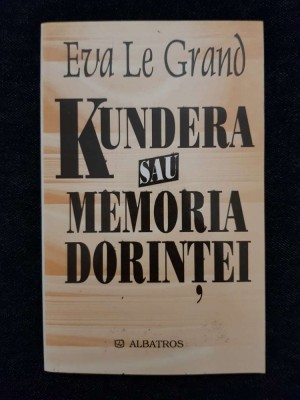 Eva Le Grand
KUNDERA
SAU
MEMORIA
DORINȚEI
ALBATROS